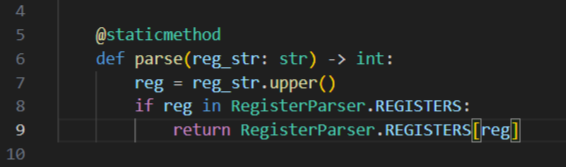 4
5 @staticmethod
6 def parse(reg_str: str) -> int:
7 reg = reg_str.upper()
8 if reg in RegisterParser.REGISTERS:
9 return RegisterParser.REGISTERS[reg]
10